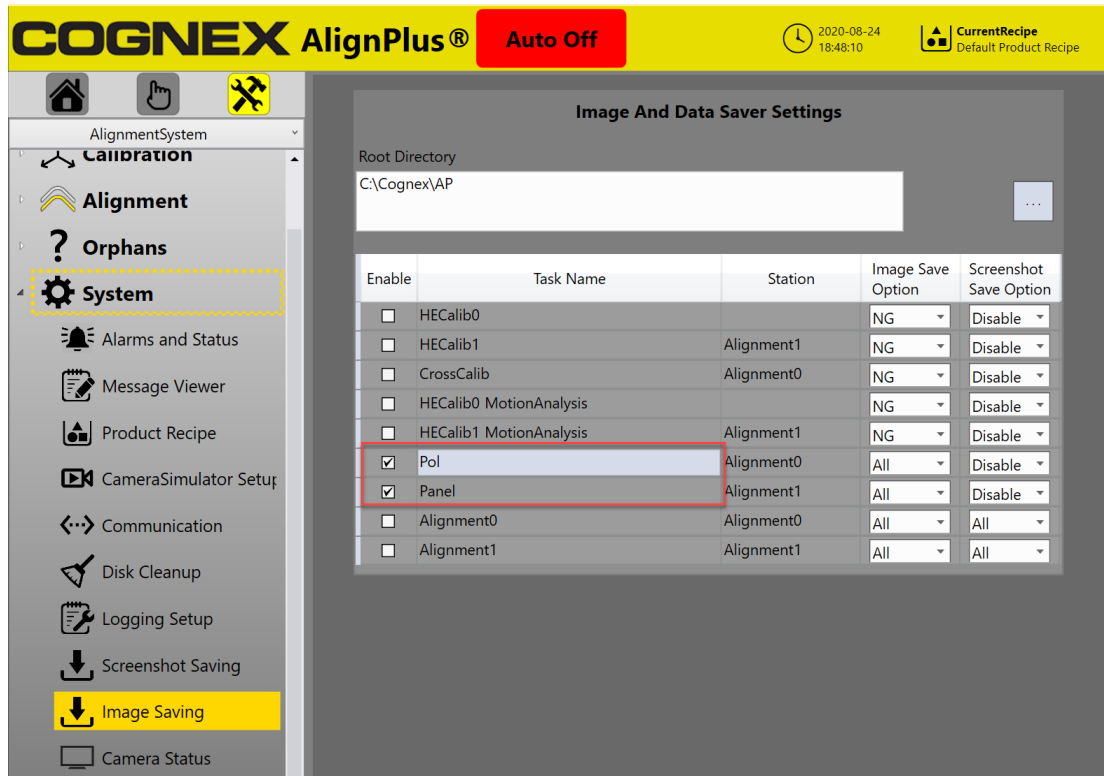 COGNEX AlignPlus® Auto Off 2020-08-24 CurrentRecipe
18:48:10 Default Product Recipe
AlignmentSystem
Calibration
Alignment
Orphans
System
Alarms and Status
Message Viewer
Product Recipe
CameraSimulator Setup
Communication
Disk Cleanup
Logging Setup
Screenshot Saving
Image Saving
Camera Status
Image And Data Saver Settings
Root Directory
C:\Cognex\AP
...
Enable Task Name Station Image Save Option Screenshot Save Option
HECalib0 NG Disable
HECalib1 Alignment1 NG Disable
CrossCalib Alignment0 NG Disable
HECalib0 MotionAnalysis NG Disable
HECalib1 MotionAnalysis Alignment1 NG Disable
Pol Alignment0 All Disable
Panel Alignment1 All Disable
Alignment0 Alignment0 All All
Alignment1 Alignment1 All All